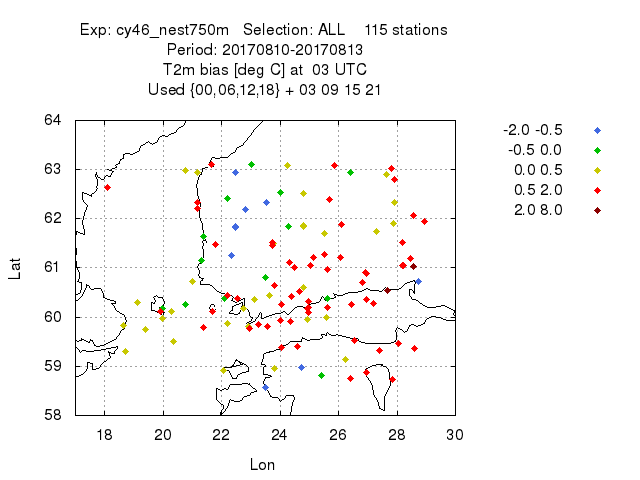 Exp: cy46_nest750m   Selection: ALL    115 stations
Period: 20170810-20170813
T2m bias [deg C] at  03 UTC
Used {00,06,12,18} + 03 09 15 21
-2.0 -0.5
-0.5 0.0
0.0 0.5
0.5 2.0
2.0 8.0
64
63
62
61
60
59
58
Lat
18 20 22 24 26 28 30
Lon